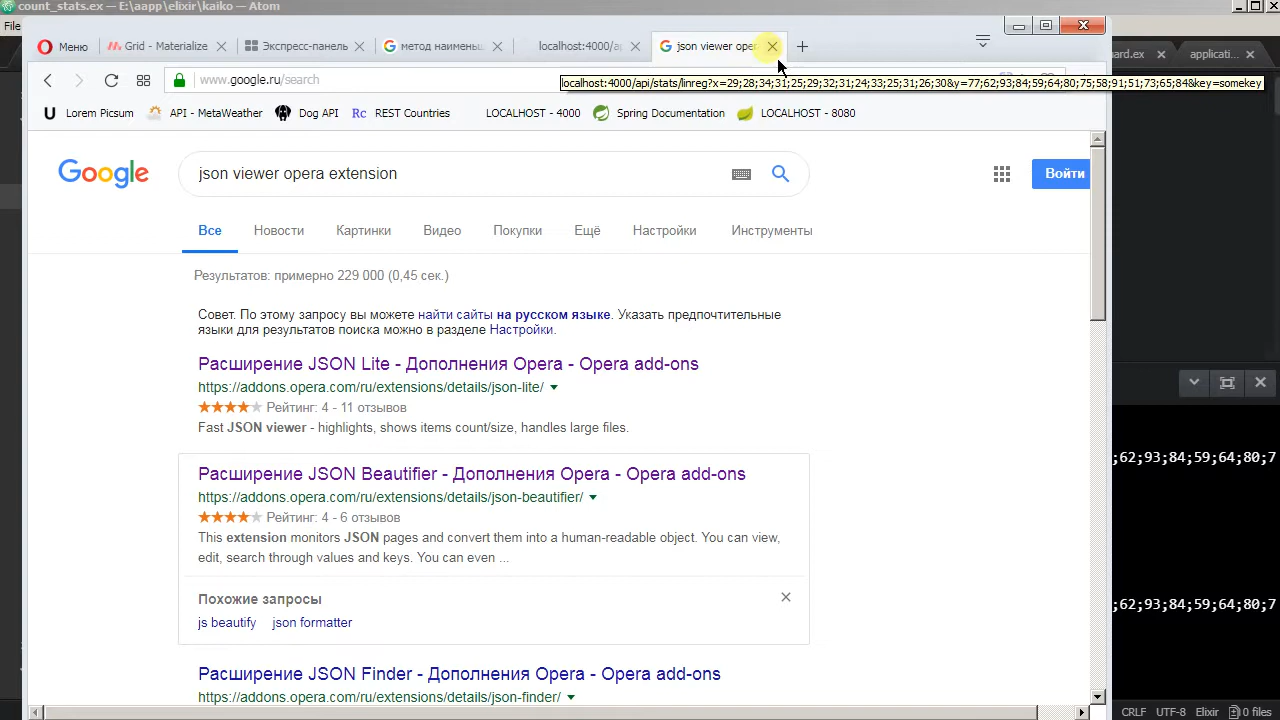 count_stats.ex — E:\aapp\elixir\kaiko — Atom
File
Меню
Grid - Materialize
Экспресс-панель
метод наимень
localhost:4000/ap
json viewer oper
uard.ex
applicati...
www.google.ru/search
localhost:4000/api/stats/linreg?x=29;28;34;31;25;29;32;31;24;33;25;31;26;30&y=77;62;93;84;59;64;80;75;58;91;51;73;65;84&key=somekey
Lorem Picsum
API - MetaWeather
Dog API
Rc REST Countries
LOCALHOST - 4000
Spring Documentation
LOCALHOST - 8080
Google
json viewer opera extension
Войти
Все
Новости
Картинки
Видео
Покупки
Ещё
Настройки
Инструменты
Результатов: примерно 229 000 (0,45 сек.)
Совет. По этому запросу вы можете найти сайты на русском языке. Указать предпочтительные
языки для результатов поиска можно в разделе Настройки.
Расширение JSON Lite - Дополнения Opera - Opera add-ons
https://addons.opera.com/ru/extensions/details/json-lite/
Рейтинг: 4 - 11 отзывов
Fast JSON viewer - highlights, shows items count/size, handles large files.
Расширение JSON Beautifier - Дополнения Opera - Opera add-ons
https://addons.opera.com/ru/extensions/details/json-beautifier/
Рейтинг: 4 - 6 отзывов
This extension monitors JSON pages and convert them into a human-readable object. You can view,
edit, search through values and keys. You can even ...
Похожие запросы
js beautify
json formatter
Расширение JSON Finder - Дополнения Opera - Opera add-ons
https://addons.opera.com/ru/extensions/details/json-finder/
;62;93;84;59;64;80;7
;62;93;84;59;64;80;7
CRLF
UTF-8
Elixir
0 files